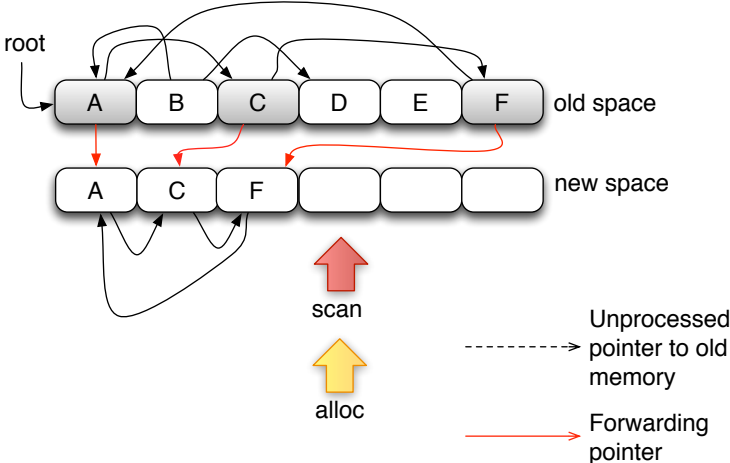 root
A B C D E F
old space
A C F
new space
scan
alloc
Unprocessed
pointer to old
memory
Forwarding
pointer